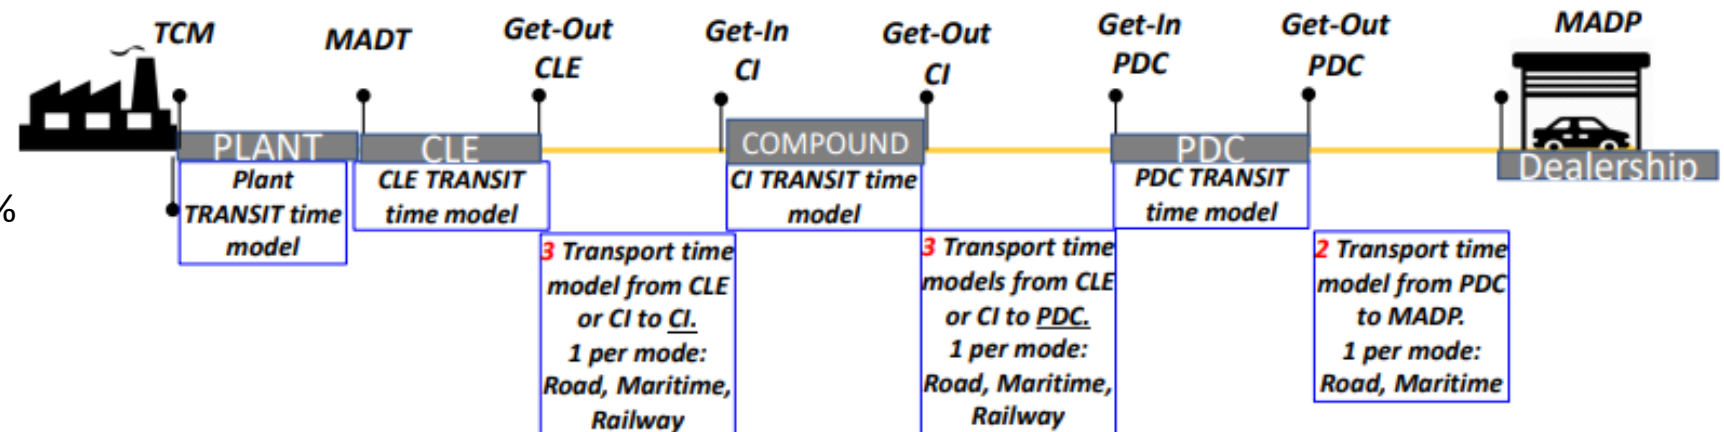 TCM
MADT
Get-Out
CLE
Get-In
CI
Get-Out
CI
Get-In
PDC
Get-Out
PDC
MADP
PLANT
CLE
COMPOUND
PDC
Dealership
%
Plant
TRANSIT time
model
CLE TRANSIT
time model
CI TRANSIT time
model
PDC TRANSIT
time model
3 Transport time
model from CLE
or CI to CI.
1 per mode:
Road, Maritime,
Railway
3 Transport time
models from CLE
or CI to PDC.
1 per mode:
Road, Maritime,
Railway
2 Transport time
model from PDC
to MADP.
1 per mode:
Road, Maritime